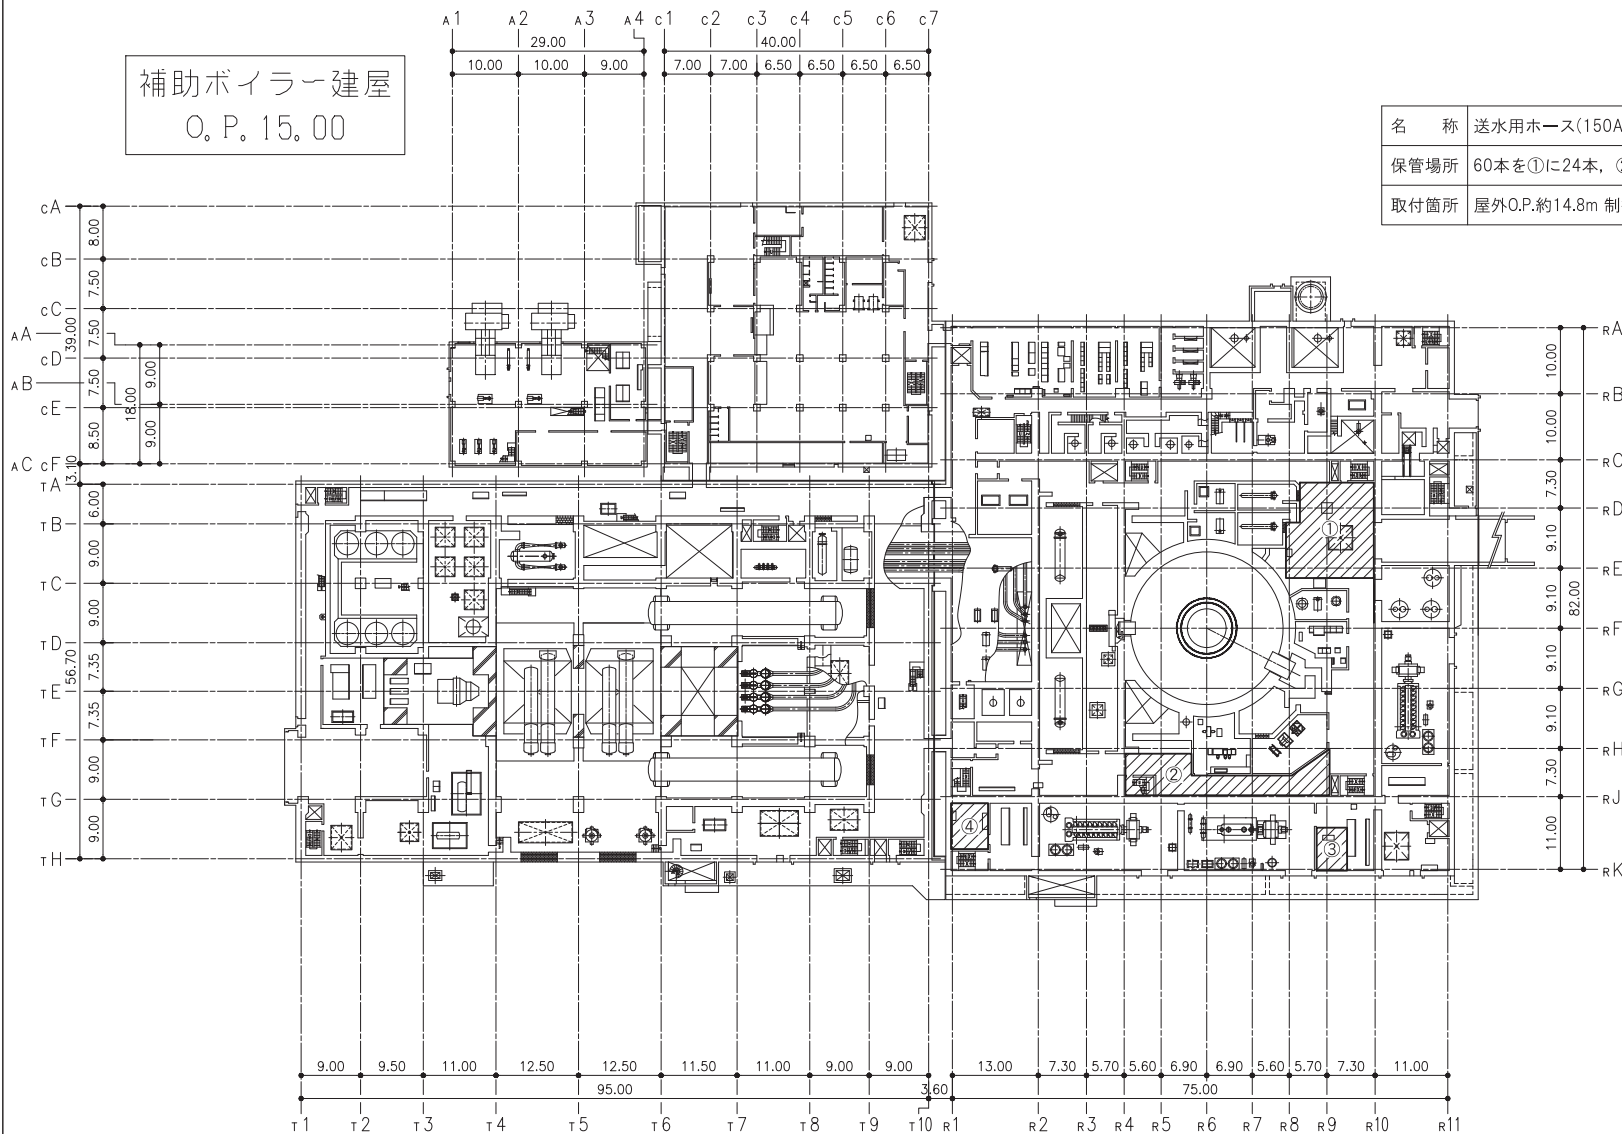 A1 A2 A3 A4 c1 c2 c3 c4 c5 c6 c7
29.00 40.00
10.00 10.00 9.00 7.00 7.00 6.50 6.50 6.50 6.50
補助ボイラー建屋
O.P.15.00
名　称 送水用ホース(150A
保管場所 60本を①に24本，
取付箇所 屋外O.P.約14.8m 制
cA
8.00
cB
7.50
cC
AA
39.00
7.50
cD
AB
7.50
9.00
18.00
cE
8.50
9.00
AC cF
3.10
TA
6.00
TB
9.00
TC
9.00
TD
56.70
7.35
TE
7.35
TF
9.00
TG
9.00
TH
RA
10.00
RB
10.00
RC
7.30
RD
9.10
RE
9.10
82.00
RF
9.10
RG
9.10
RH
7.30
RJ
11.00
RK
①
②
③
④
9.00 9.50 11.00 12.50 12.50 11.50 11.00 9.00 9.00 13.00 7.30 5.70 5.60 6.90 6.90 5.60 5.70 7.30 11.00
95.00 3.60 75.00
T1 T2 T3 T4 T5 T6 T7 T8 T9 T10 R1 R2 R3 R4 R5 R6 R7 R8 R9 R10 R11